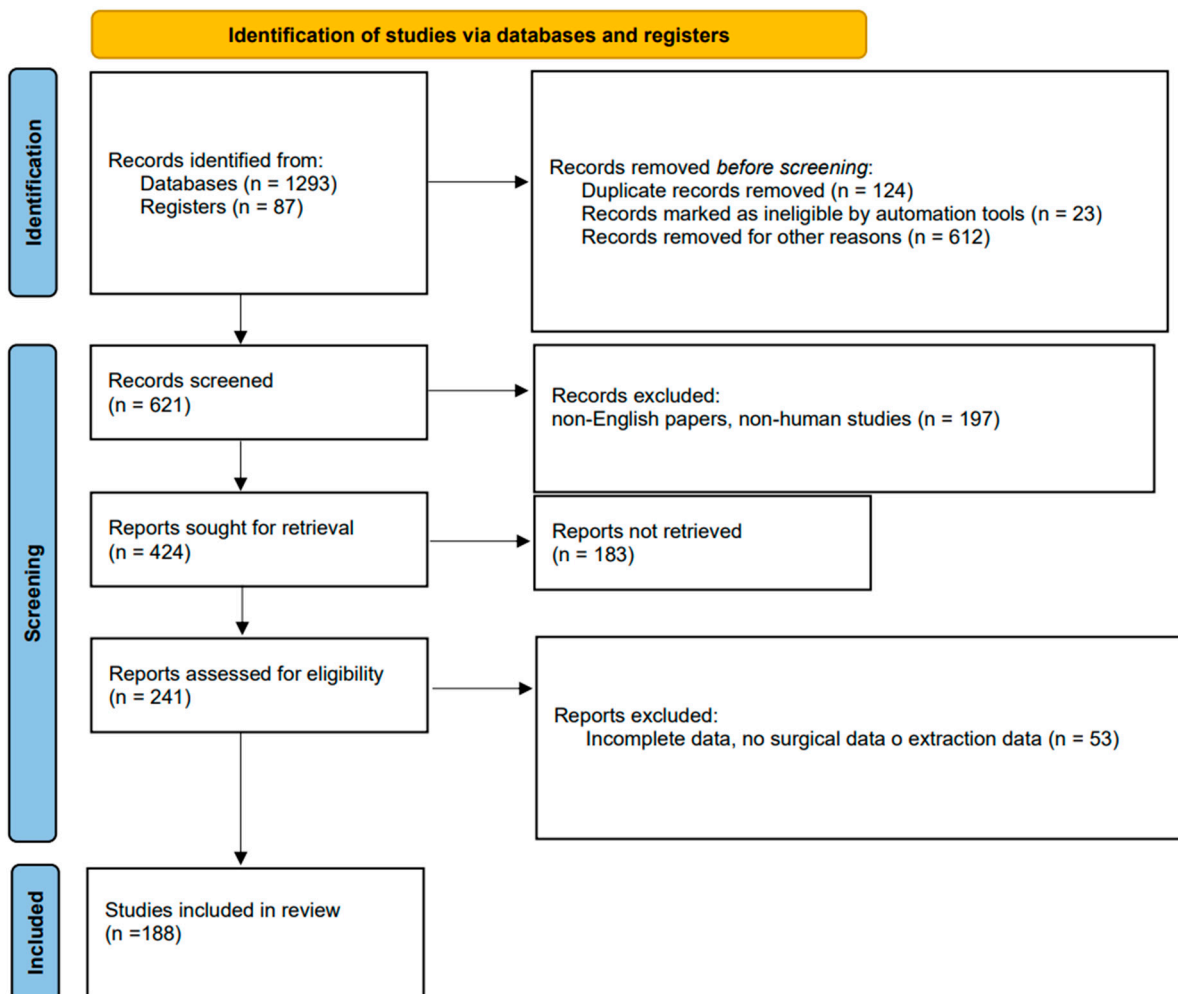 Identification of studies via databases and registers
Identification
Records identified from:
Databases (n = 1293)
Registers (n = 87)
Records removed before screening:
Duplicate records removed (n = 124)
Records marked as ineligible by automation tools (n = 23)
Records removed for other reasons (n = 612)
Screening
Records screened
(n = 621)
Records excluded:
non-English papers, non-human studies (n = 197)
Reports sought for retrieval
(n = 424)
Reports not retrieved
(n = 183)
Reports assessed for eligibility
(n = 241)
Reports excluded:
Incomplete data, no surgical data o extraction data (n = 53)
Included
Studies included in review
(n =188)